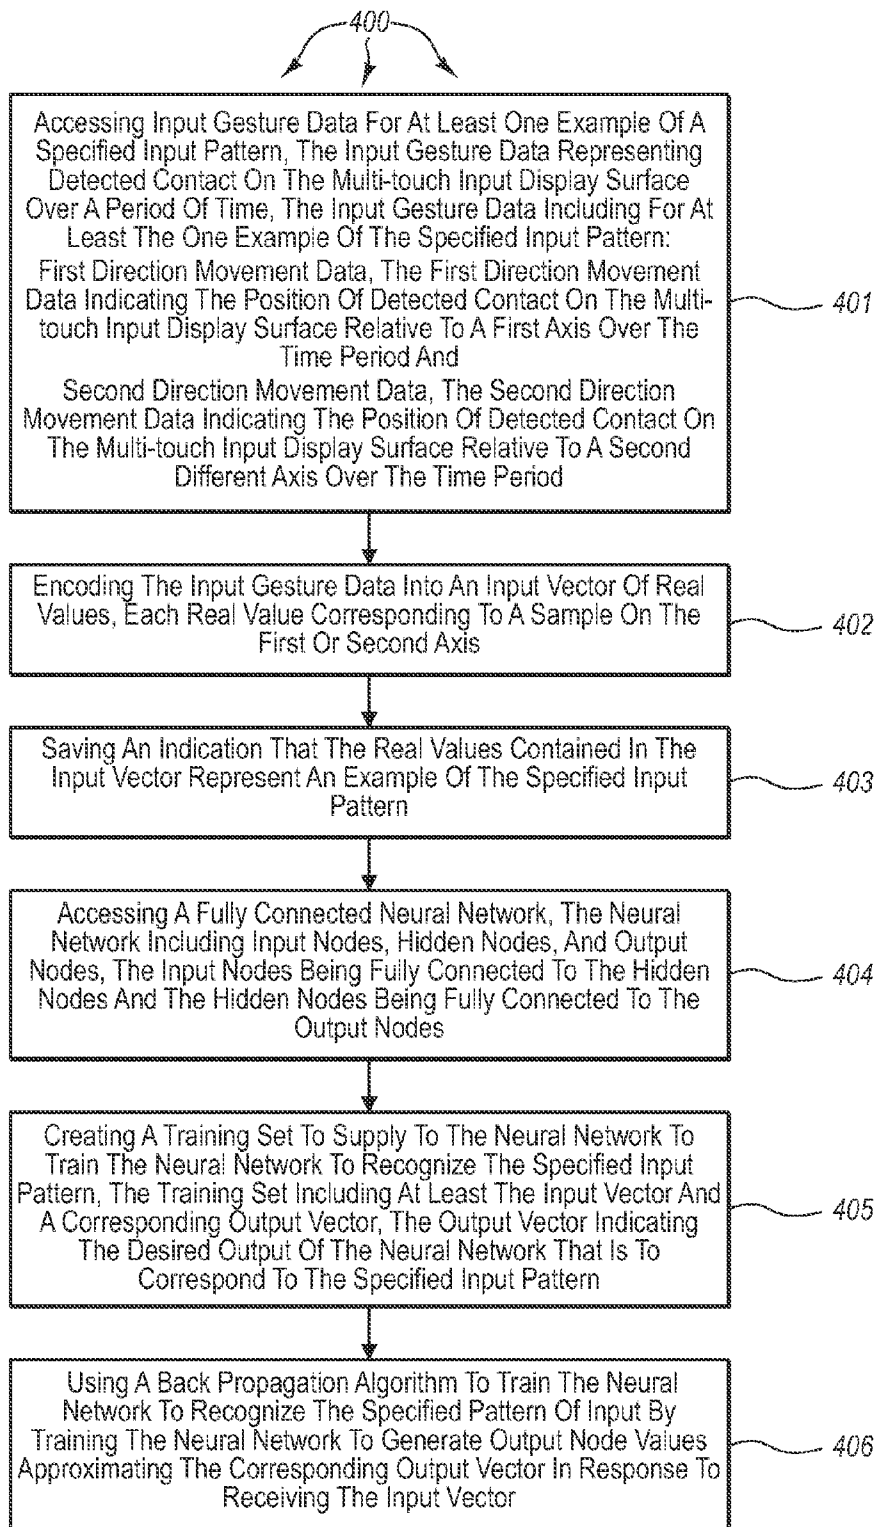 400
Accessing Input Gesture Data For At Least One Example Of A
Specified Input Pattern, The Input Gesture Data Representing
Detected Contact On The Multi-touch Input Display Surface
Over A Period Of Time, The Input Gesture Data Including For At
Least The One Example Of The Specified Input Pattern:
First Direction Movement Data, The First Direction Movement
Data Indicating The Position Of Detected Contact On The Multi-
touch Input Display Surface Relative To A First Axis Over The
Time Period And
Second Direction Movement Data, The Second Direction
Movement Data Indicating The Position Of Detected Contact On
The Multi-touch Input Display Surface Relative To A Second
Different Axis Over The Time Period
401
Encoding The Input Gesture Data Into An Input Vector Of Real
Values, Each Real Value Corresponding To A Sample On The
First Or Second Axis
402
Saving An Indication That The Real Values Contained In The
Input Vector Represent An Example Of The Specified Input
Pattern
403
Accessing A Fully Connected Neural Network, The Neural
Network Including Input Nodes, Hidden Nodes, And Output
Nodes, The Input Nodes Being Fully Connected To The Hidden
Nodes And The Hidden Nodes Being Fully Connected To The
Output Nodes
404
Creating A Training Set To Supply To The Neural Network To
Train The Neural Network To Recognize The Specified Input
Pattern, The Training Set Including At Least The Input Vector And
A Corresponding Output Vector, The Output Vector Indicating
The Desired Output Of The Neural Network That Is To
Correspond To The Specified Input Pattern
405
Using A Back Propagation Algorithm To Train The Neural
Network To Recognize The Specified Pattern Of Input By
Training The Neural Network To Generate Output Node Values
Approximating The Corresponding Output Vector In Response To
Receiving The Input Vector
406